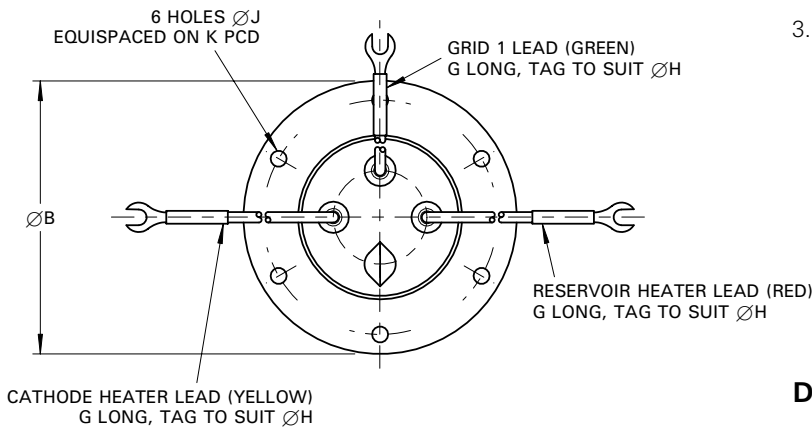 6 HOLES ∅J
EQUISPACED ON K PCD
GRID 1 LEAD (GREEN)
G LONG, TAG TO SUIT ∅H
3.
∅B
RESERVOIR HEATER LEAD (RED)
G LONG, TAG TO SUIT ∅H
CATHODE HEATER LEAD (YELLOW)
G LONG, TAG TO SUIT ∅H
D